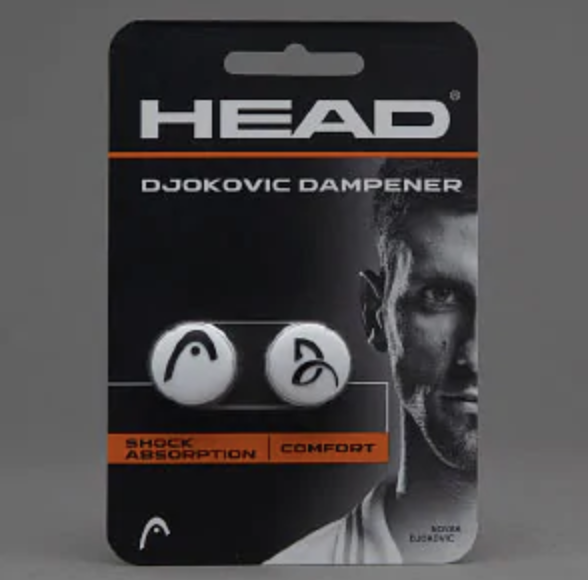 HEAD®
DJOKOVIC DAMPENER
SHOCK
ABSORPTION
COMFORT
NOVAK
DJOKOVIC